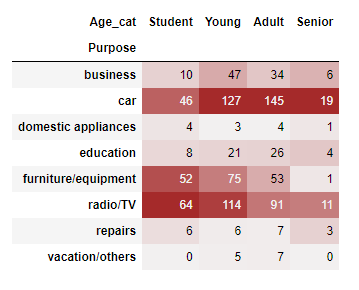 Age_cat Student Young Adult Senior
Purpose
business 10 47 34 6
car 46 127 145 19
domestic appliances 4 3 4 1
education 8 21 26 4
furniture/equipment 52 75 53 1
radio/TV 64 114 91 11
repairs 6 6 7 3
vacation/others 0 5 7 0